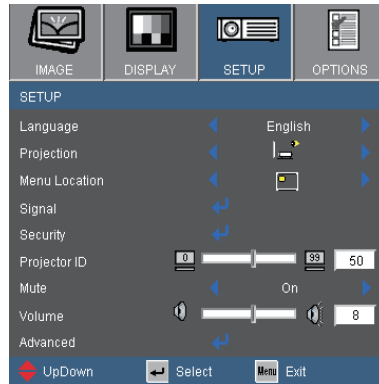 IMAGE DISPLAY SETUP OPTIONS
SETUP
Language English
Projection
Menu Location
Signal
Security
Projector ID 0 99 50
Mute On
Volume 8
Advanced
UpDown Select Menu Exit